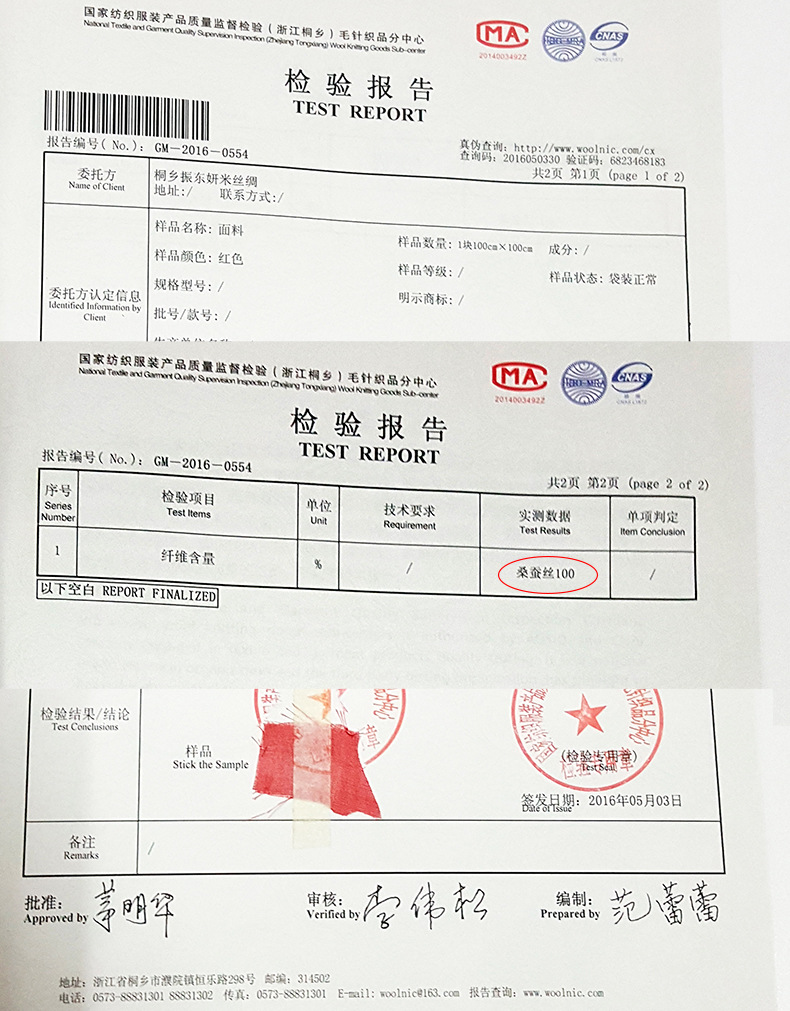 国家纺织服装产品质量监督检验（浙江桐乡）毛针织品分中心
National Textile and Garment Quality Supervision Inspection (Zhejiang Tongxiang) Wool Knitting Goods Sub-center
MA
2014003492Z
ilac-MRA
CNAS
CNAS L1672
检验报告
TEST REPORT
报告编号( No.): GM-2016-0554
真伪查询: http://www.woolnic.com/cx
查询码: 2016050330 验证码: 6823468183
共2页 第1页 (page 1 of 2)
委托方
Name of Client
桐乡振东妍米丝绸
地址:/ 联系方式:/
委托方认定信息
Identified Information by
Client
样品名称: 面料
样品数量: 1块100cm×100cm 成分: /
样品颜色: 红色
样品等级: /
样品状态: 袋装正常
规格型号: /
明示商标: /
批号/款号: /
国家纺织服装产品质量监督检验（浙江桐乡）毛针织品分中心
National Textile and Garment Quality Supervision Inspection (Zhejiang Tongxiang) Wool Knitting Goods Sub-center
MA
2014003492Z
ilac-MRA
CNAS
CNAS L1672
检验报告
TEST REPORT
报告编号( No.): GM-2016-0554
共2页 第2页 (page 2 of 2)
序号
Series
Number
检验项目
Test Items
单位
Unit
技术要求
Requirement
实测数据
Test Results
单项判定
Item Conclusion
1 纤维含量 % / 桑蚕丝100 /
以下空白 REPORT FINALIZED
检验结果/结论
Test Conclusions
样品
Stick the Sample
(检验专用章)
Test Seal
签发日期: 2016年05月03日
Date of Issue
备注
Remarks
/
批准:
Approved by
审核:
Verified by 李伟松
编制:
Prepared by 范蕾蕾
地址: 浙江省桐乡市濮院镇恒乐路298号 邮编: 314502
电话: 0573-88831301 88831302 传真: 0573-88831301 E-mail: woolnic@163.com 报告查询: www.woolnic.com